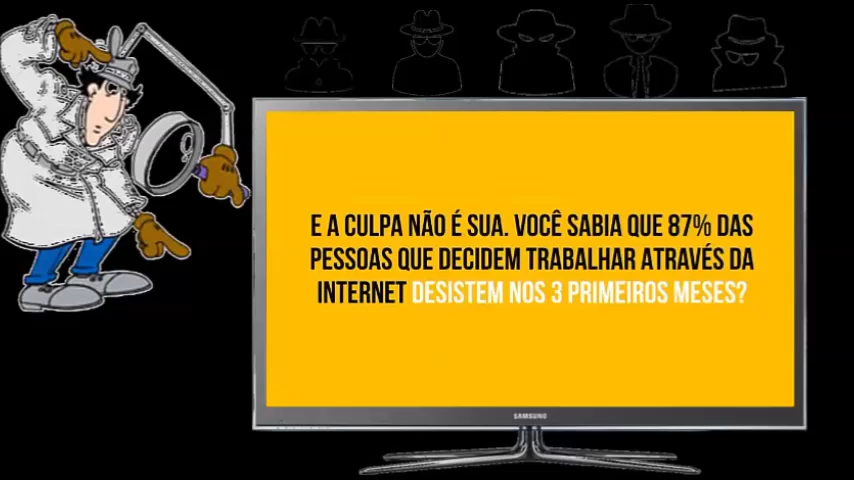 E A CULPA NÃO É SUA. VOCÊ SABIA QUE 87% DAS
PESSOAS QUE DECIDEM TRABALHAR ATRAVÉS DA
INTERNET DESISTEM NOS 3 PRIMEIROS MESES?
SAMSUNG